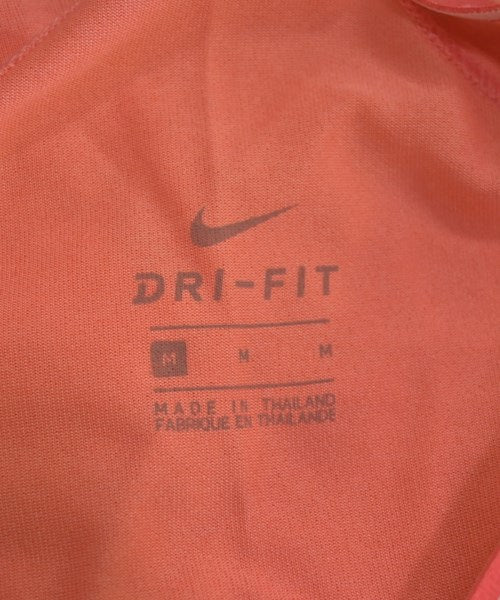 DRI-FIT
M M M
MADE IN THAILAND
FABRIQUE EN THAILANDE